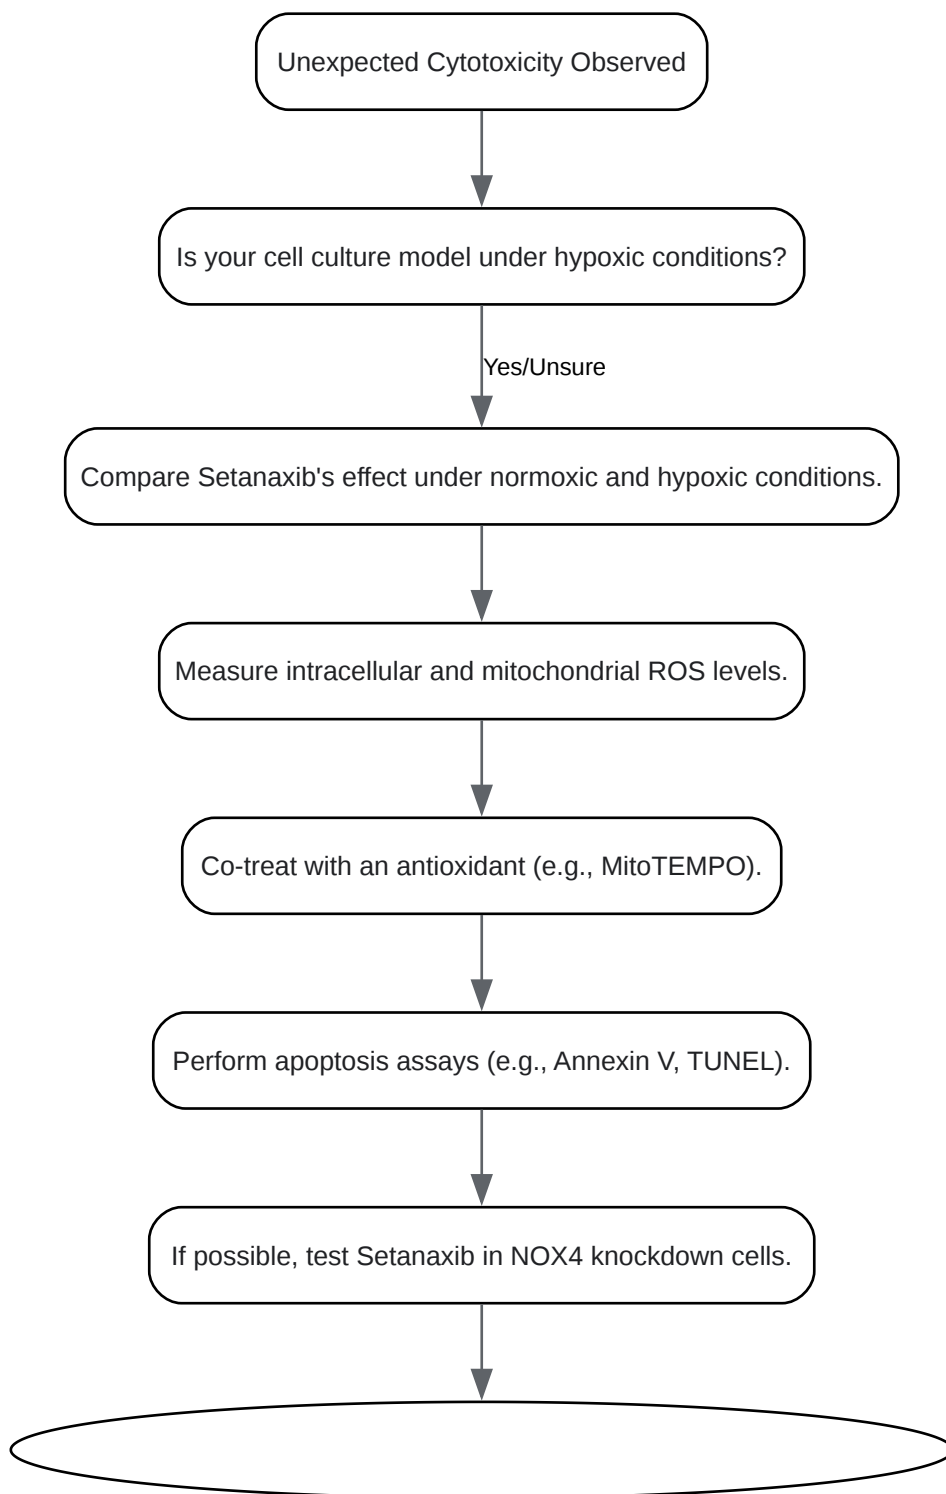 Unexpected Cytotoxicity Observed
Is your cell culture model under hypoxic conditions?
Yes/Unsure
Compare Setanaxib's effect under normoxic and hypoxic conditions.
Measure intracellular and mitochondrial ROS levels.
Co-treat with an antioxidant (e.g., MitoTEMPO).
Perform apoptosis assays (e.g., Annexin V, TUNEL).
If possible, test Setanaxib in NOX4 knockdown cells.